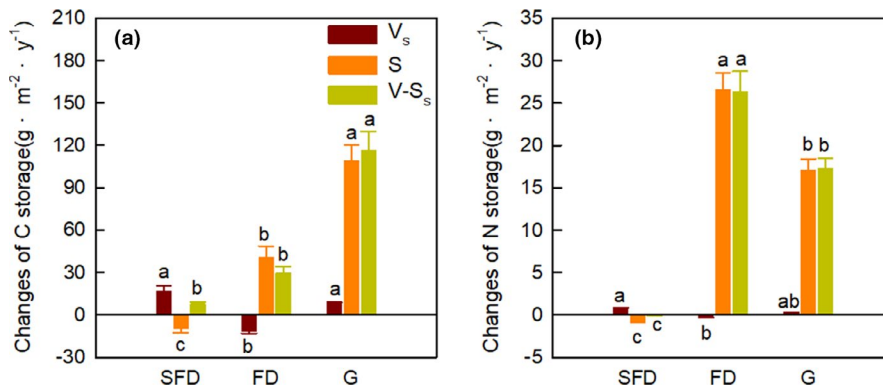 Changes of C storage(g · m⁻² · y⁻¹)
210
180
150
120
90
60
30
0
-30
(a)
Vₛ
S
V-Sₛ
a
c
b
b
b
b
a
a
a
SFD FD G
Changes of N storage(g · m⁻² · y⁻¹)
35
30
25
20
15
10
5
0
-5
(b)
a
c
c
b
a
a
ab
b
b
SFD FD G